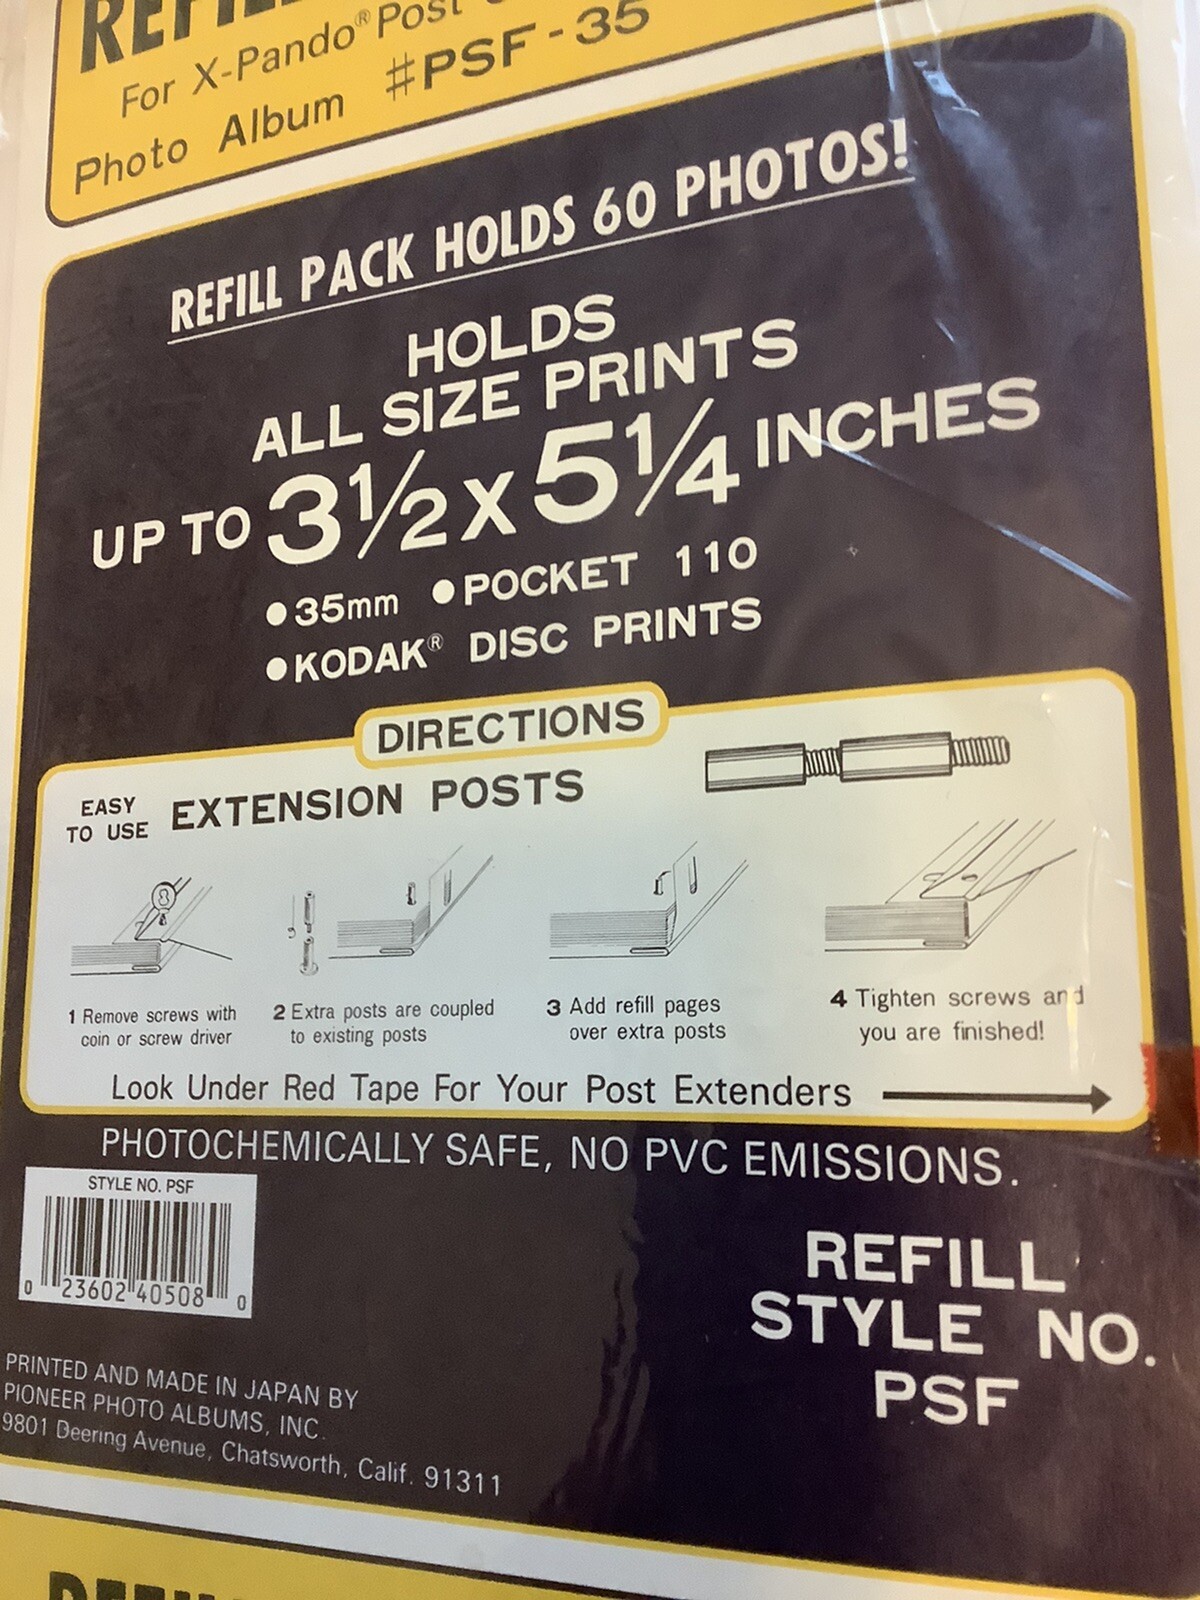 For X-Pando® Post
Photo Album #PSF-35
REFILL PACK HOLDS 60 PHOTOS!
HOLDS
ALL SIZE PRINTS
UP TO 3 1/2 X 5 1/4 INCHES
•35mm •POCKET 110
•KODAK® DISC PRINTS
DIRECTIONS
EASY
TO USE EXTENSION POSTS
1 Remove screws with
coin or screw driver
2 Extra posts are coupled
to existing posts
3 Add refill pages
over extra posts
4 Tighten screws and
you are finished!
Look Under Red Tape For Your Post Extenders
PHOTOCHEMICALLY SAFE, NO PVC EMISSIONS.
STYLE NO. PSF
0 23602 40508 0
REFILL
STYLE NO.
PSF
PRINTED AND MADE IN JAPAN BY
PIONEER PHOTO ALBUMS, INC.
9801 Deering Avenue, Chatsworth, Calif. 91311